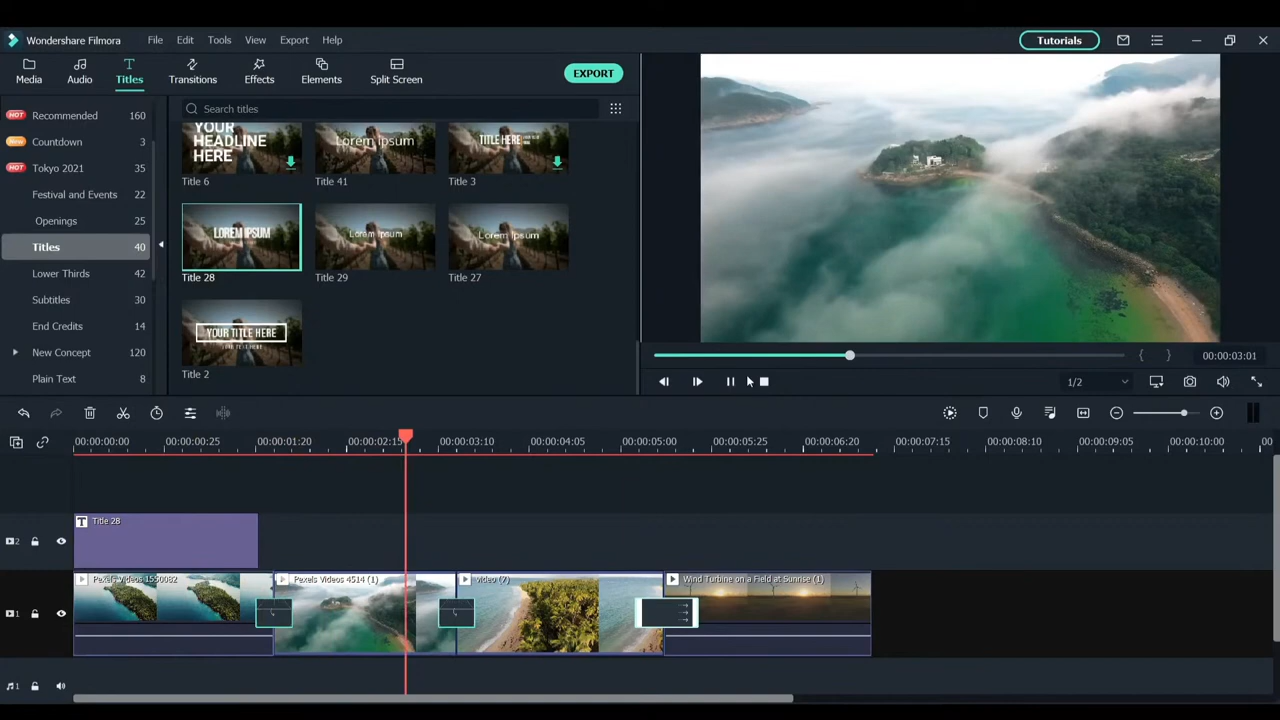 Wondershare Filmora File Edit Tools View Export Help Tutorials
Media Audio Titles Transitions Effects Elements Split Screen EXPORT
HOT Recommended 160
New Countdown 3
HOT Tokyo 2021 35
Festival and Events 22
Openings 25
Titles 40
Lower Thirds 42
Subtitles 30
End Credits 14
New Concept 120
Plain Text 8
Search titles
YOUR
HEADLINE
HERE
Lorem Ipsum
TITLE HERE
Title 6 Title 41 Title 3
LOREM IPSUM Lorem Ipsum Lorem Ipsum
Title 28 Title 29 Title 27
YOUR TITLE HERE
Title 2
00:00:03:01
1/2
00:00:00:00 00:00:00:25 00:00:01:20 00:00:02:15 00:00:03:10 00:00:04:05 00:00:05:00 00:00:05:25 00:00:06:20 00:00:07:15 00:00:08:10 00:00:09:05 00:00:10:00 00
T Title 28
2
Pexels Videos 1550082 Pexels Videos 4514 (1) video (7) Wind Turbine on a Field at Sunrise (1)
1
1